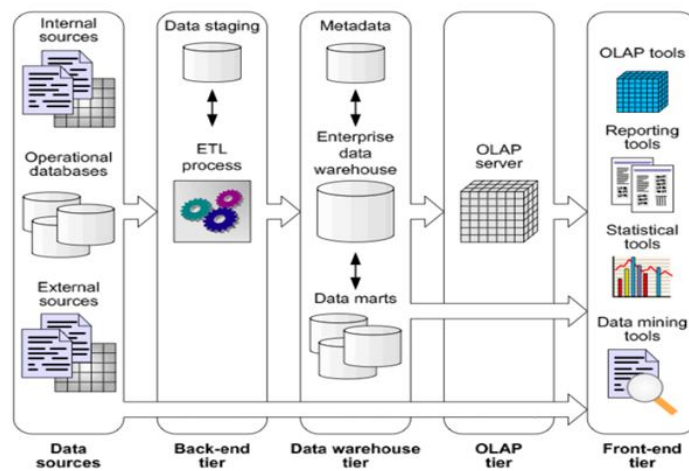 Internal
sources
Operational
databases
External
sources
Data
sources
Data staging
ETL
process
Back-end
tier
Metadata
Enterprise
data
warehouse
Data marts
Data warehouse
tier
OLAP
server
OLAP
tier
OLAP tools
Reporting
tools
Statistical
tools
Data mining
tools
Front-end
tier